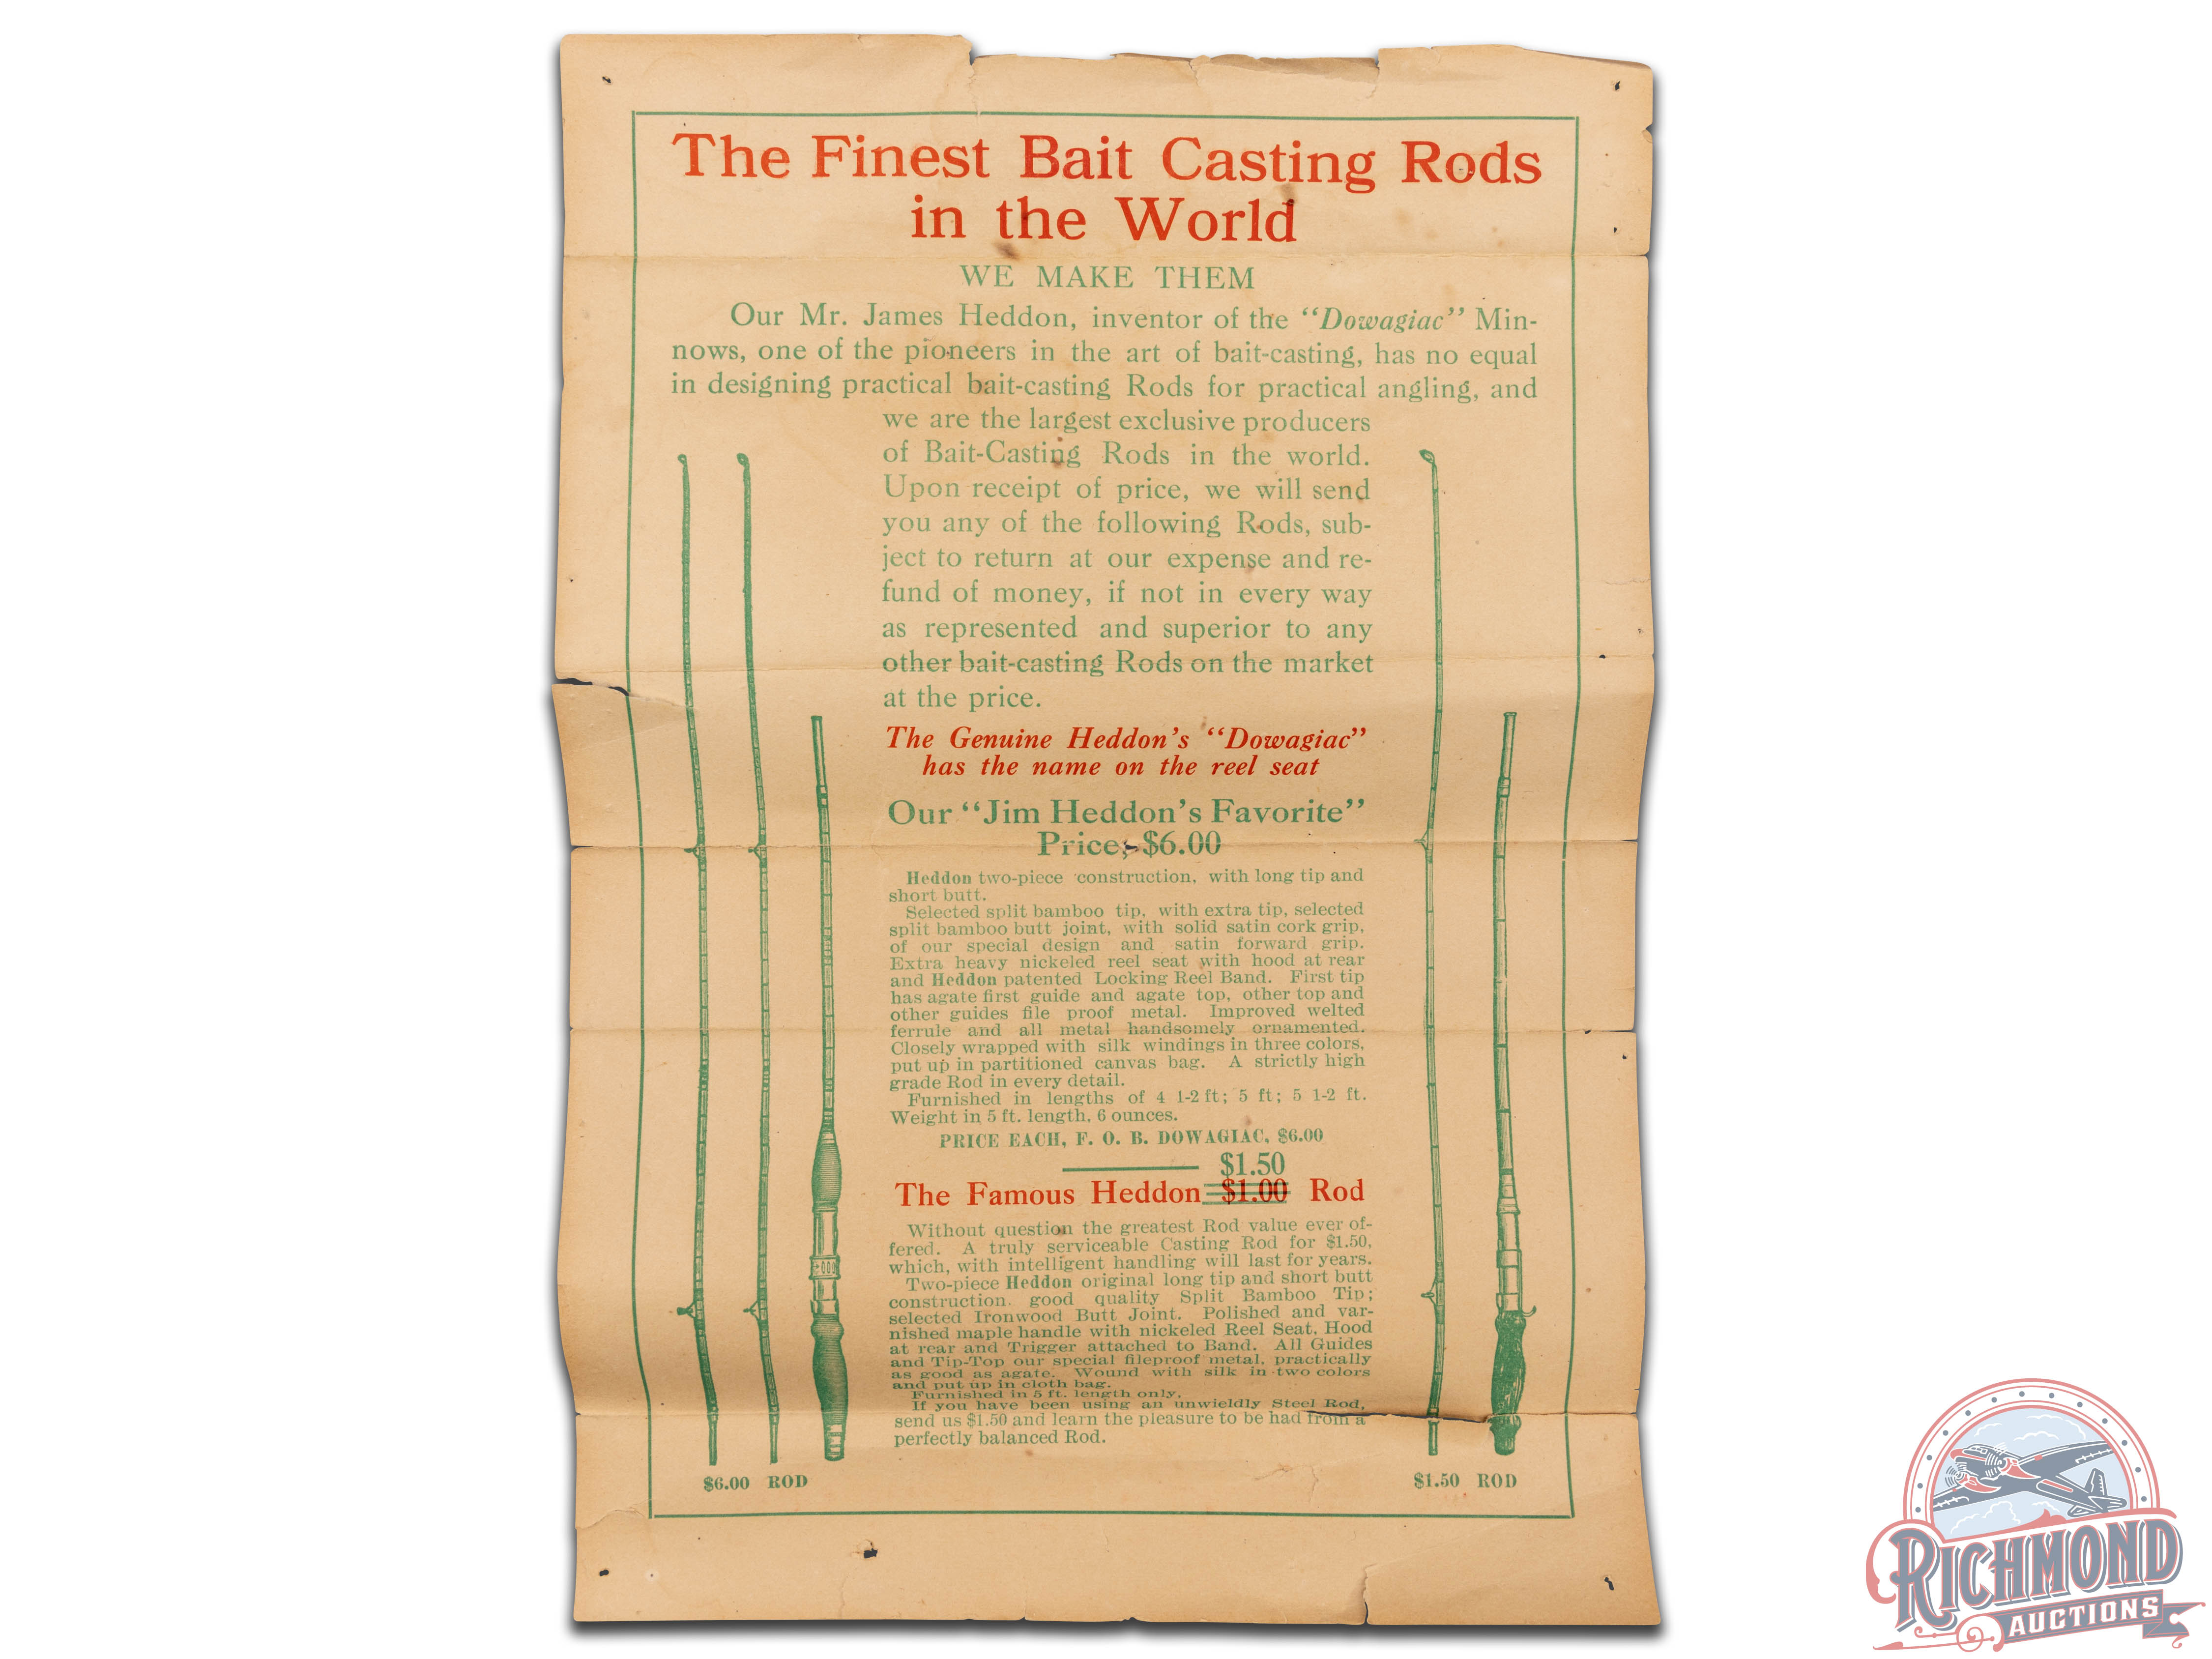 The Finest Bait Casting Rods
in the World
WE MAKE THEM
Our Mr. James Heddon, inventor of the "Dowagiac" Min-
nows, one of the pioneers in the art of bait-casting, has no equal
in designing practical bait-casting Rods for practical angling, and
we are the largest exclusive producers
of Bait-Casting Rods in the world.
Upon receipt of price, we will send
you any of the following Rods, sub-
ject to return at our expense and re-
fund of money, if not in every way
as represented and superior to any
other bait-casting Rods on the market
at the price.
The Genuine Heddon's "Dowagiac"
has the name on the reel seat
Our "Jim Heddon's Favorite"
Price, $6.00
Heddon two-piece construction, with long tip and
short butt.
Selected split bamboo tip, with extra tip, selected
split bamboo butt joint, with solid satin cork grip,
of our special design and satin forward grip.
Extra heavy nickeled reel seat with hood at rear
and Heddon patented Locking Reel Band. First tip
has agate first guide and agate top, other top and
other guides file proof metal. Improved welted
ferrule and all metal handsomely ornamented.
Closely wrapped with silk windings in three colors,
put up in partitioned canvas bag. A strictly high
grade Rod in every detail.
Furnished in lengths of 4 1-2 ft; 5 ft; 5 1-2 ft.
Weight in 5 ft. length, 6 ounces.
PRICE EACH, F. O. B. DOWAGIAC, $6.00
$1.50
The Famous Heddon $1.00 Rod
Without question the greatest Rod value ever of-
fered. A truly serviceable Casting Rod for $1.50,
which, with intelligent handling will last for years.
Two-piece Heddon original long tip and short butt
construction, good quality Split Bamboo Tip;
selected Ironwood Butt Joint. Polished and var-
nished maple handle with nickeled Reel Seat, Hood
at rear and Trigger attached to Band. All Guides
and Tip-Top our special fileproof metal, practically
as good as agate. Wound with silk in two colors
and put up in cloth bag.
Furnished in 5 ft. length only.
If you have been using an unwieldly Steel Rod,
send us $1.50 and learn the pleasure to be had from a
perfectly balanced Rod.
$6.00 ROD
$1.50 ROD
RICHMOND
AUCTIONS